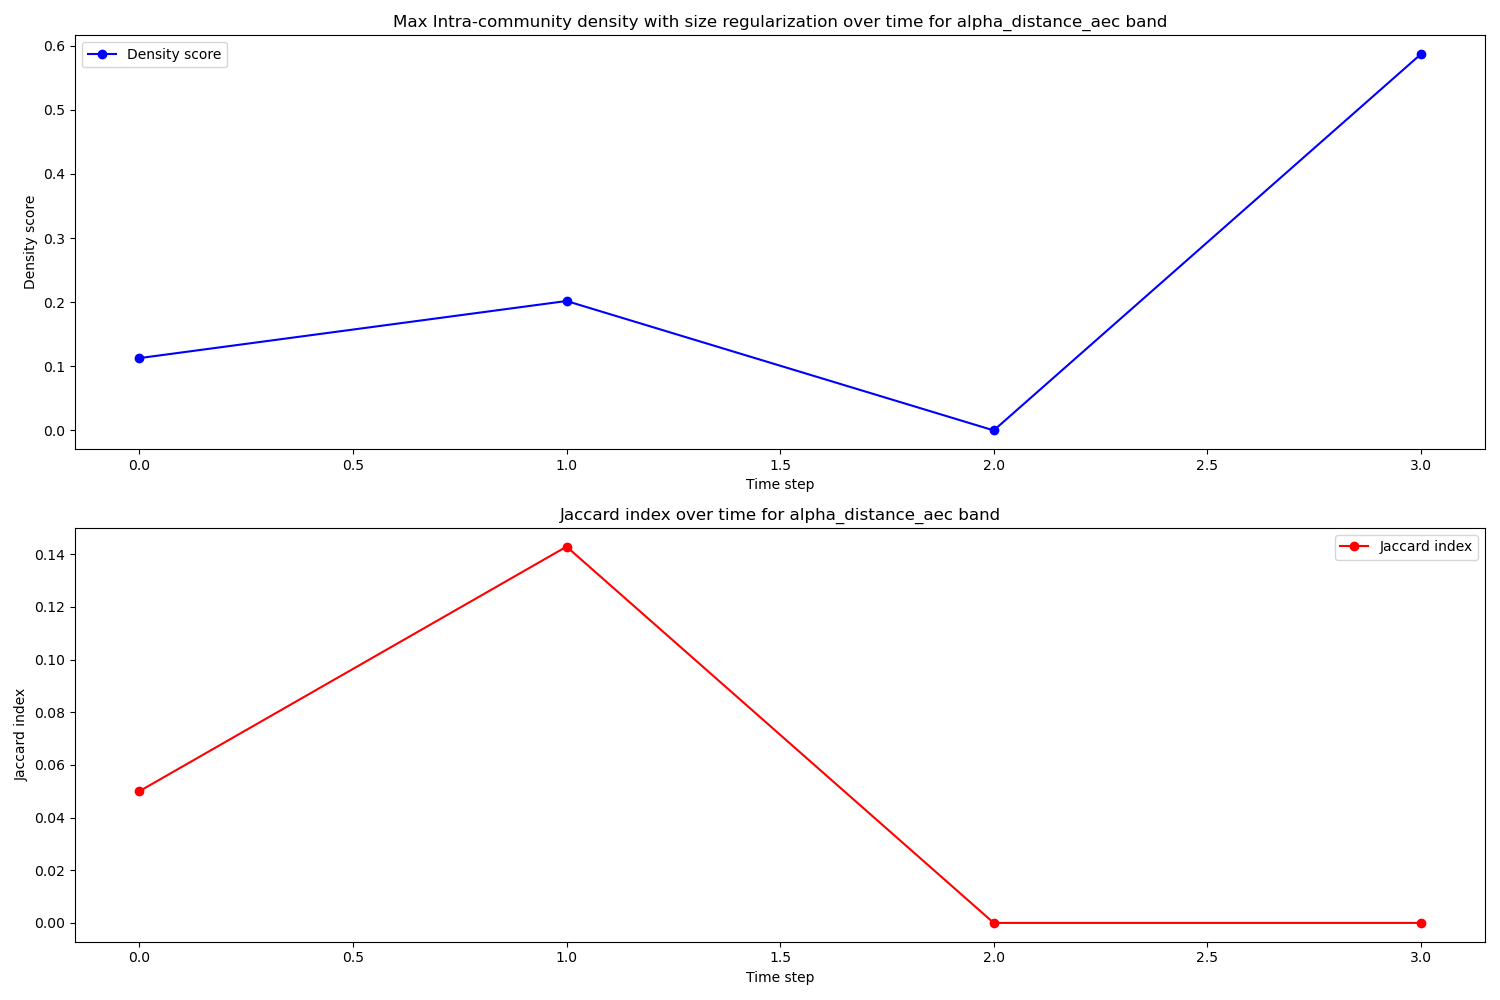 Max Intra-community density with size regularization over time for alpha_distance_aec band
Density score
0.6
0.5
0.4
0.3
0.2
0.1
0.0
Density score
0.0 0.5 1.0 1.5 2.0 2.5 3.0
Time step
Jaccard index over time for alpha_distance_aec band
Jaccard index
0.14
0.12
0.10
0.08
0.06
0.04
0.02
0.00
Jaccard index
0.0 0.5 1.0 1.5 2.0 2.5 3.0
Time step